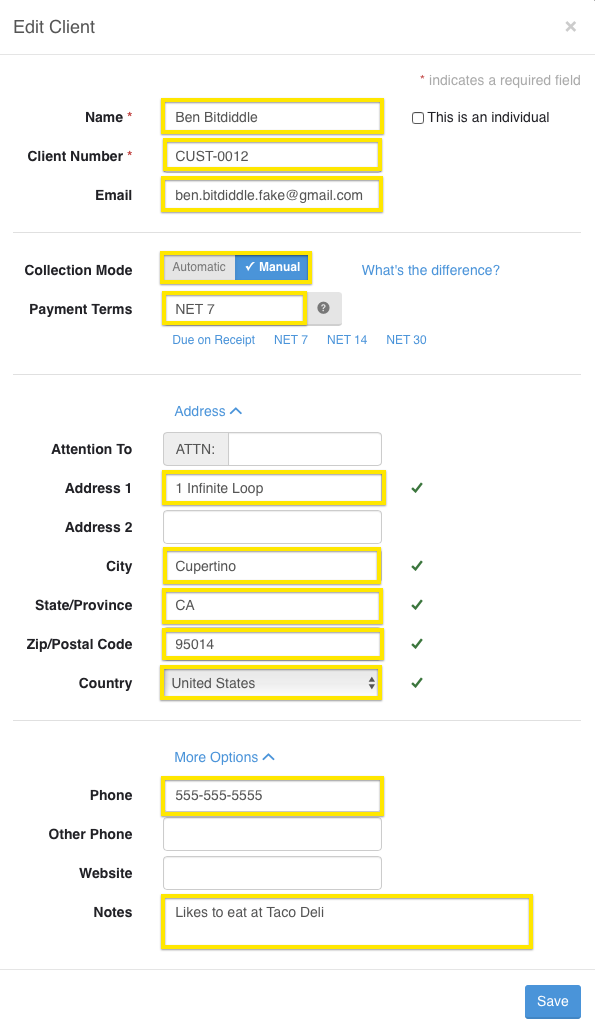 Edit Client ×
* indicates a required field
Name * Ben Bitdiddle This is an individual
Client Number * CUST-0012
Email ben.bitdiddle.fake@gmail.com
Collection Mode Automatic ✓ Manual What's the difference?
Payment Terms NET 7 ?
Due on Receipt NET 7 NET 14 NET 30
Address
Attention To ATTN:
Address 1 1 Infinite Loop
Address 2
City Cupertino
State/Province CA
Zip/Postal Code 95014
Country United States
More Options
Phone 555-555-5555
Other Phone
Website
Notes Likes to eat at Taco Deli
Save